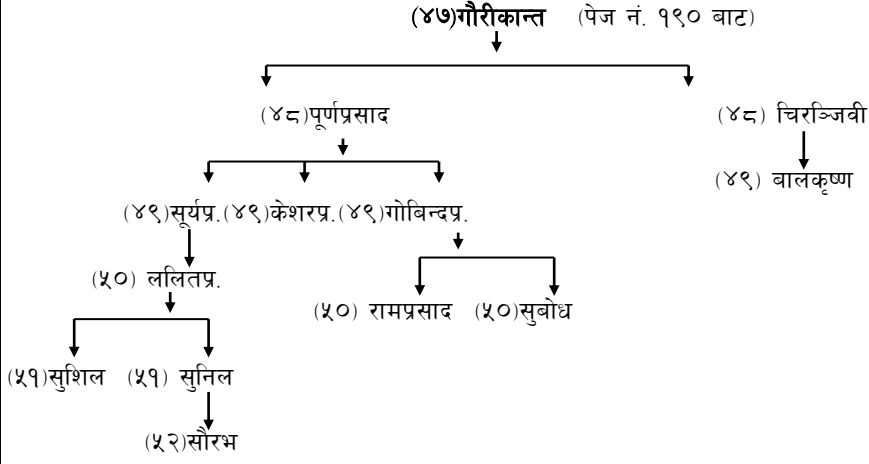 (४७)गौरीकान्त (पेज नं. १९० बाट)
(४८)पूर्णप्रसाद (४८) चिरञ्जिवी
(४९) बालकृष्ण
(४९)सूर्यप्र.(४९)केशरप्र.(४९)गोबिन्दप्र.
(५०) ललितप्र.
(५०) रामप्रसाद (५०)सुबोध
(५१)सुशिल (५१) सुनिल
(५२)सौरभ